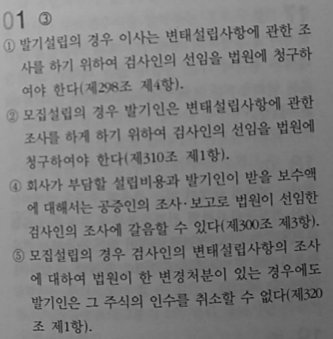 01 ③
① 발기설립의 경우 이사는 변태설립사항에 관한 조
사를 하기 위하여 검사인의 선임을 법원에 청구하
여야 한다(제298조 제4항).
② 모집설립의 경우 발기인은 변태설립사항에 관한
조사를 하게 하기 위하여 검사인의 선임을 법원에
청구하여야 한다(제310조 제1항).
④ 회사가 부담할 설립비용과 발기인이 받을 보수액
에 대해서는 공증인의 조사·보고로 법원이 선임한
검사인의 조사에 갈음할 수 있다(제300조 제3항).
⑤ 모집설립의 경우 검사인의 변태설립사항의 조사
에 대하여 법원이 한 변경처분이 있는 경우에도
발기인은 그 주식의 인수를 취소할 수 없다(제320
조 제1항).